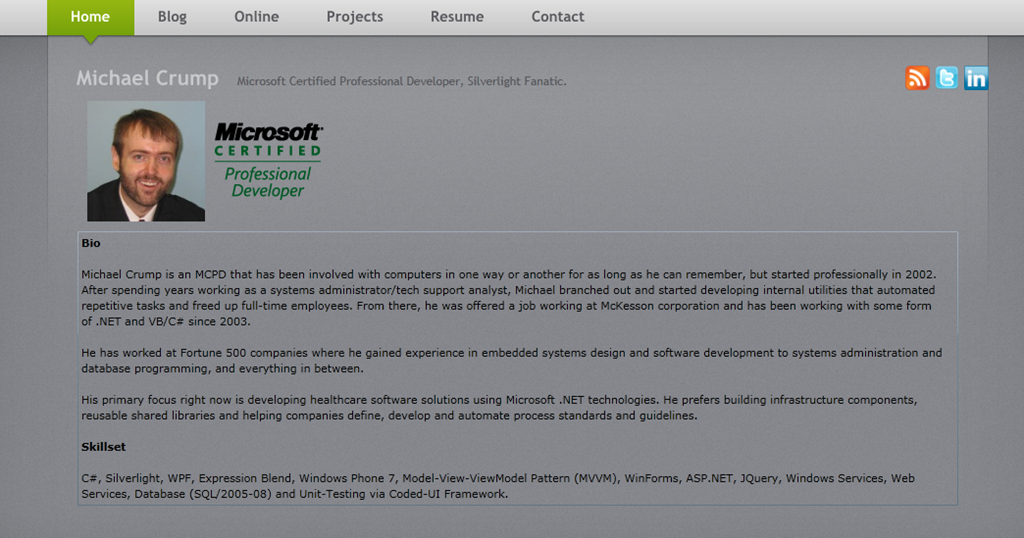 Home Blog Online Projects Resume Contact
Michael Crump Microsoft Certified Professional Developer, Silverlight Fanatic.
Microsoft
CERTIFIED
Professional
Developer
Bio
Michael Crump is an MCPD that has been involved with computers in one way or another for as long as he can remember, but started professionally in 2002.
After spending years working as a systems administrator/tech support analyst, Michael branched out and started developing internal utilities that automated
repetitive tasks and freed up full-time employees. From there, he was offered a job working at McKesson corporation and has been working with some form
of .NET and VB/C# since 2003.
He has worked at Fortune 500 companies where he gained experience in embedded systems design and software development to systems administration and
database programming, and everything in between.
His primary focus right now is developing healthcare software solutions using Microsoft .NET technologies. He prefers building infrastructure components,
reusable shared libraries and helping companies define, develop and automate process standards and guidelines.
Skillset
C#, Silverlight, WPF, Expression Blend, Windows Phone 7, Model-View-ViewModel Pattern (MVVM), WinForms, ASP.NET, JQuery, Windows Services, Web
Services, Database (SQL/2005-08) and Unit-Testing via Coded-UI Framework.